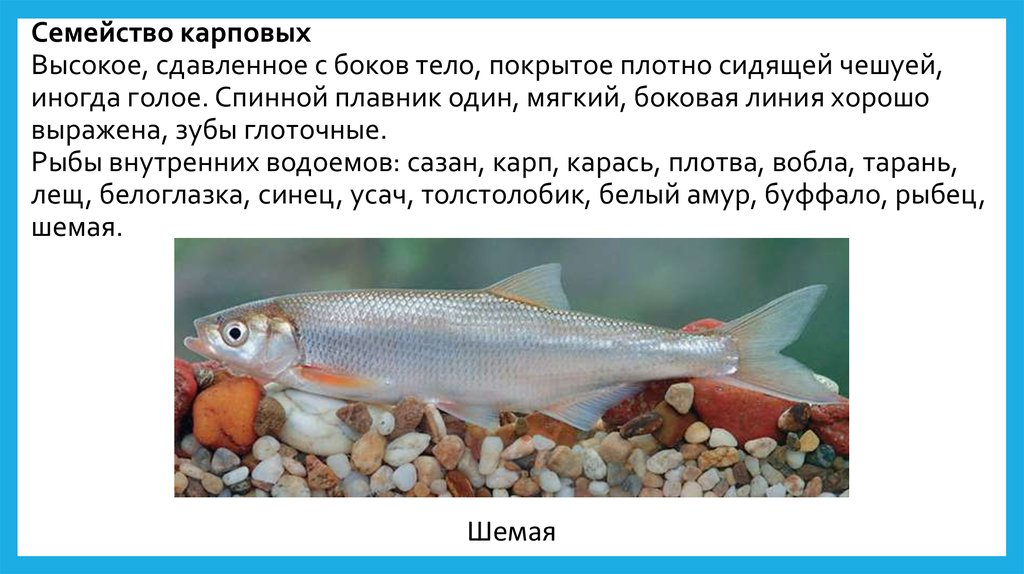 Семейство карповых
Высокое, сдавленное с боков тело, покрытое плотно сидящей чешуей,
иногда голое. Спинной плавник один, мягкий, боковая линия хорошо
выражена, зубы глоточные.
Рыбы внутренних водоемов: сазан, карп, карась, плотва, вобла, тарань,
лещ, белоглазка, синец, усач, толстолобик, белый амур, буффало, рыбец,
шемая.
Шемая